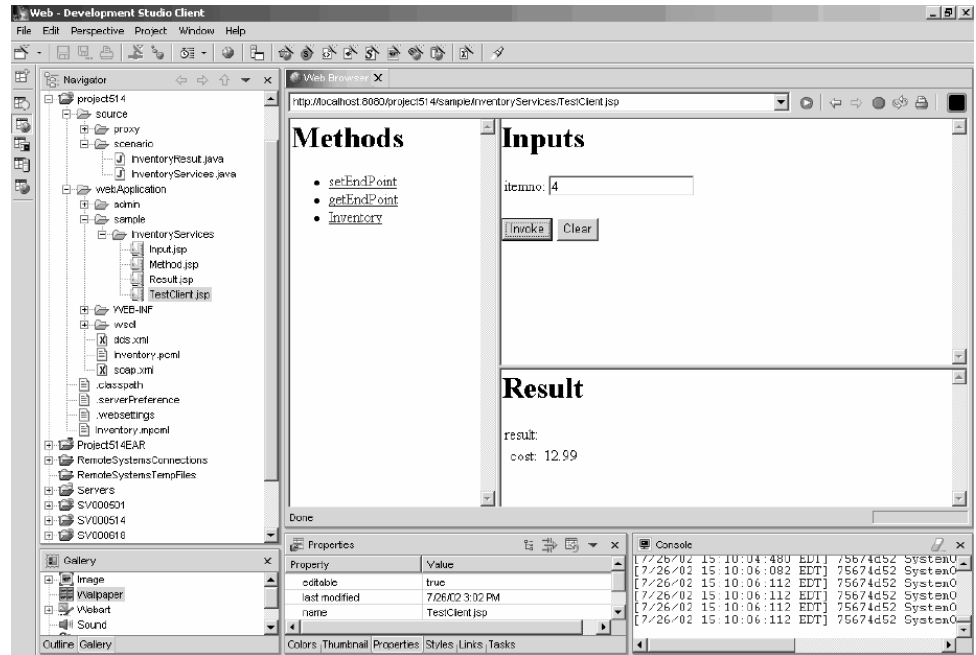 Web - Development Studio Client
File Edit Perspective Project Window Help
Navigator
project514
source
proxy
scenario
InventoryResult.java
InventoryServices.java
webApplication
admin
sample
InventoryServices
Input.jsp
Method.jsp
Result.jsp
TestClient.jsp
WEB-INF
wsdl
dds.xml
inventory.pcml
soap.xml
.classpath
.serverPreference
.websettings
Inventory.mpcml
Project514EAR
RemoteSystemsConnections
RemoteSystemsTempFiles
Servers
SV000501
SV000514
SV000618
Gallery
Image
Wallpaper
Webart
Sound
Outline Gallery
Web Browser
http://localhost:8080/project514/sample/InventoryServices/TestClient.jsp
Methods
setEndPoint
getEndPoint
Inventory
Inputs
itemno: 4
Invoke Clear
Result
result:
cost: 12.99
Done
Properties
Property Value
editable true
last modified 7/26/02 3:02 PM
name TestClient.jsp
Colors Thumbnail Properties Styles Links Tasks
Console
[7/26/02 15:10:04:480 EDT] 75674d52 SystemO
[7/26/02 15:10:06:082 EDT] 75674d52 SystemO
[7/26/02 15:10:06:112 EDT] 75674d52 SystemO
[7/26/02 15:10:06:112 EDT] 75674d52 SystemO
[7/26/02 15:10:06:112 EDT] 75674d52 SystemO
[7/26/02 15:10:06:112 EDT] 75674d52 SystemO